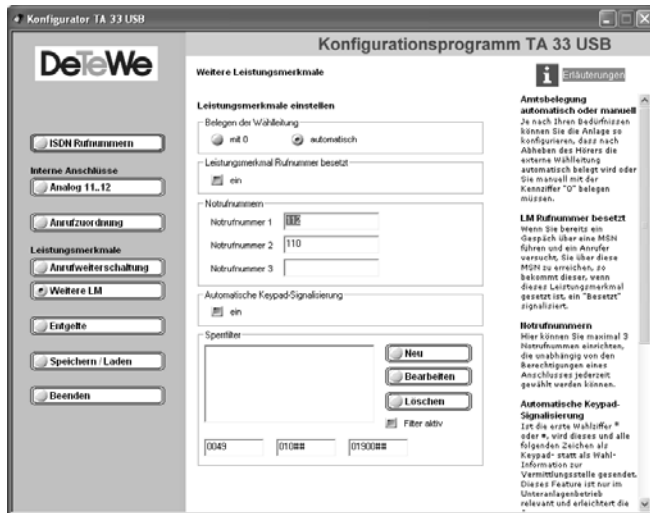 Konfigurator TA 33 USB
DeTeWe
Konfigurationsprogramm TA 33 USB
ISDN Rufnummern
Interne Anschlüsse
Analog 11..12
Anrufzuordnung
Leistungsmerkmale
Anrufweiterschaltung
Weitere LM
Entgelte
Speichern / Laden
Beenden
Weitere Leistungsmerkmale
Leistungsmerkmale einstellen
Belegen der Wählleitung
mit 0
automatisch
Leistungsmerkmal Rufnummer besetzt
ein
Notrufnummern
Notrufnummer 1
Notrufnummer 2 110
Notrufnummer 3
Automatische Keypad-Signalisierung
ein
Sperrfilter
Neu
Bearbeiten
Löschen
Filter aktiv
0049 010## 01900##
i Erläuterungen
Amtsbelegung
automatisch oder manuell
Je nach Ihren Bedürfnissen
können Sie die Anlage so
konfigurieren, dass nach
Abheben des Hörers die
externe Wählleitung
automatisch belegt wird oder
Sie manuell mit der
Kennziffer "0" belegen
müssen.
LM Rufnummer besetzt
Wenn Sie bereits ein
Gespräch über eine MSN
führen und ein Anrufer
versucht, Sie über diese
MSN zu erreichen, so
bekommt dieser, wenn
dieses Leistungsmerkmal
gesetzt ist, ein "Besetzt"
signalisiert.
Notrufnummern
Hier können Sie maximal 3
Notrufnummen einrichten,
die unabhängig von den
Berechtigungen eines
Anschlusses jederzeit
gewählt werden können.
Automatische Keypad-
Signalisierung
Ist die erste Wahlziffer *
oder #, wird dieses und alle
folgenden Zeichen als
Keypad- statt als Wahl-
Information zur
Vermittlungsstelle gesendet.
Dieses Feature ist nur im
Unteranlagenbetrieb
relevant und erleichtert die